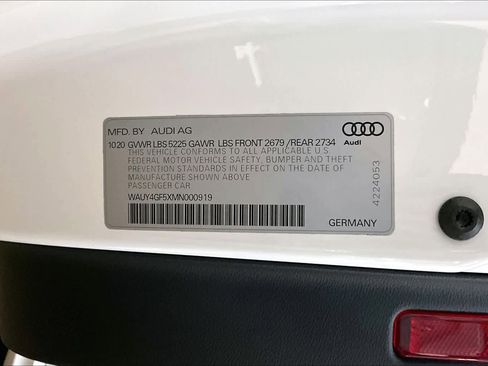 MFD. BY AUDI AG
10 20 GVWR LBS 5225 GAWR LBS FRONT 2679 /REAR 2734
THIS VEHICLE CONFORMS TO ALL APPLICABLE U.S.
FEDERAL MOTOR VEHICLE SAFETY, BUMPER AND THEFT
PREVENTION STANDARDS IN EFFECT ON THE DATE OF
MANUFACTURE SHOWN ABOVE
PASSENGER CAR
WAUY4GF5XMN000919
Audi
4224053
GERMANY